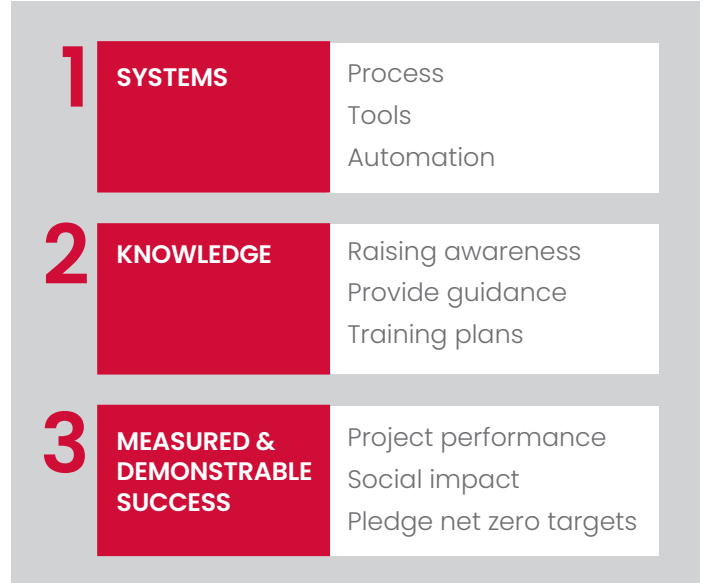 1
SYSTEMS
Process
Tools
Automation
2
KNOWLEDGE
Raising awareness
Provide guidance
Training plans
3
MEASURED &
DEMONSTRABLE
SUCCESS
Project performance
Social impact
Pledge net zero targets